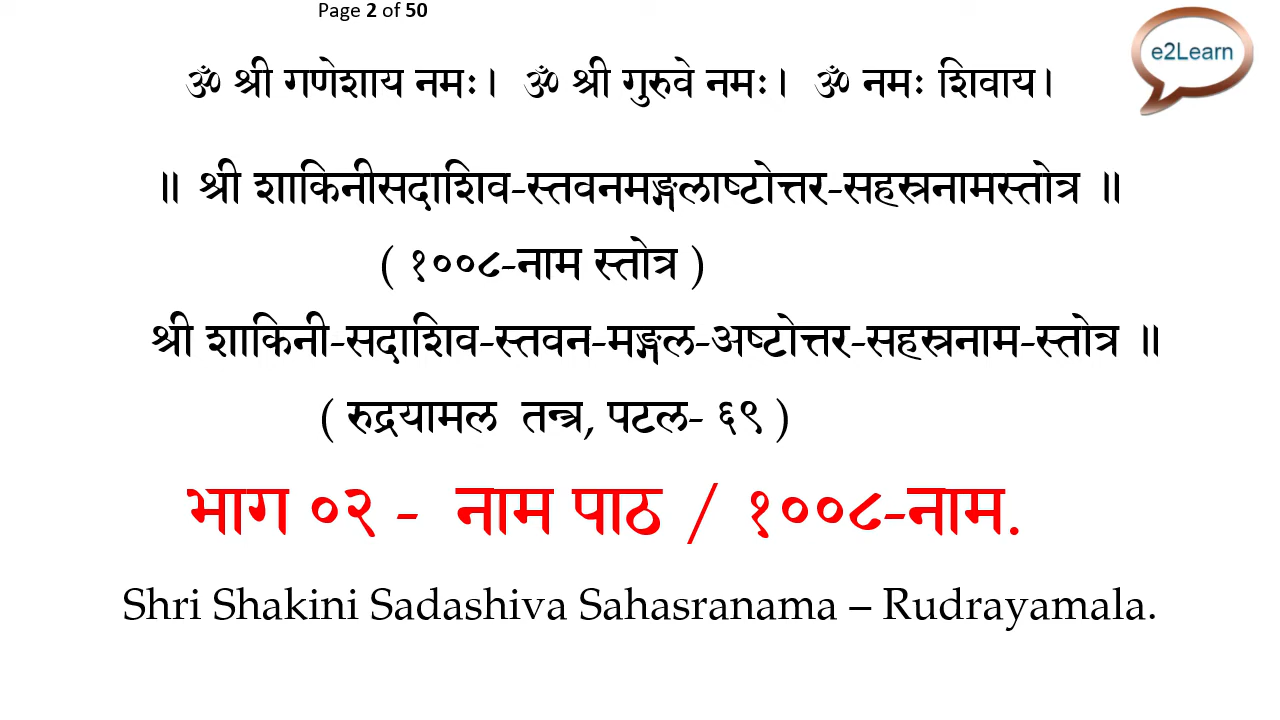 Page 2 of 50
e2Learn
ॐ श्री गणेशाय नमः। ॐ श्री गुरुवे नमः। ॐ नमः शिवाय।
॥ श्री शाकिनीसदाशिव-स्तवनमङ्गलाष्टोत्तर-सहस्रनामस्तोत्र ॥
( १००८-नाम स्तोत्र )
श्री शाकिनी-सदाशिव-स्तवन-मङ्गल-अष्टोत्तर-सहस्रनाम-स्तोत्र ॥
( रुद्रयामल तन्त्र, पटल- ६९ )
भाग ०२ - नाम पाठ / १००८-नाम.
Shri Shakini Sadashiva Sahasranama – Rudrayamala.